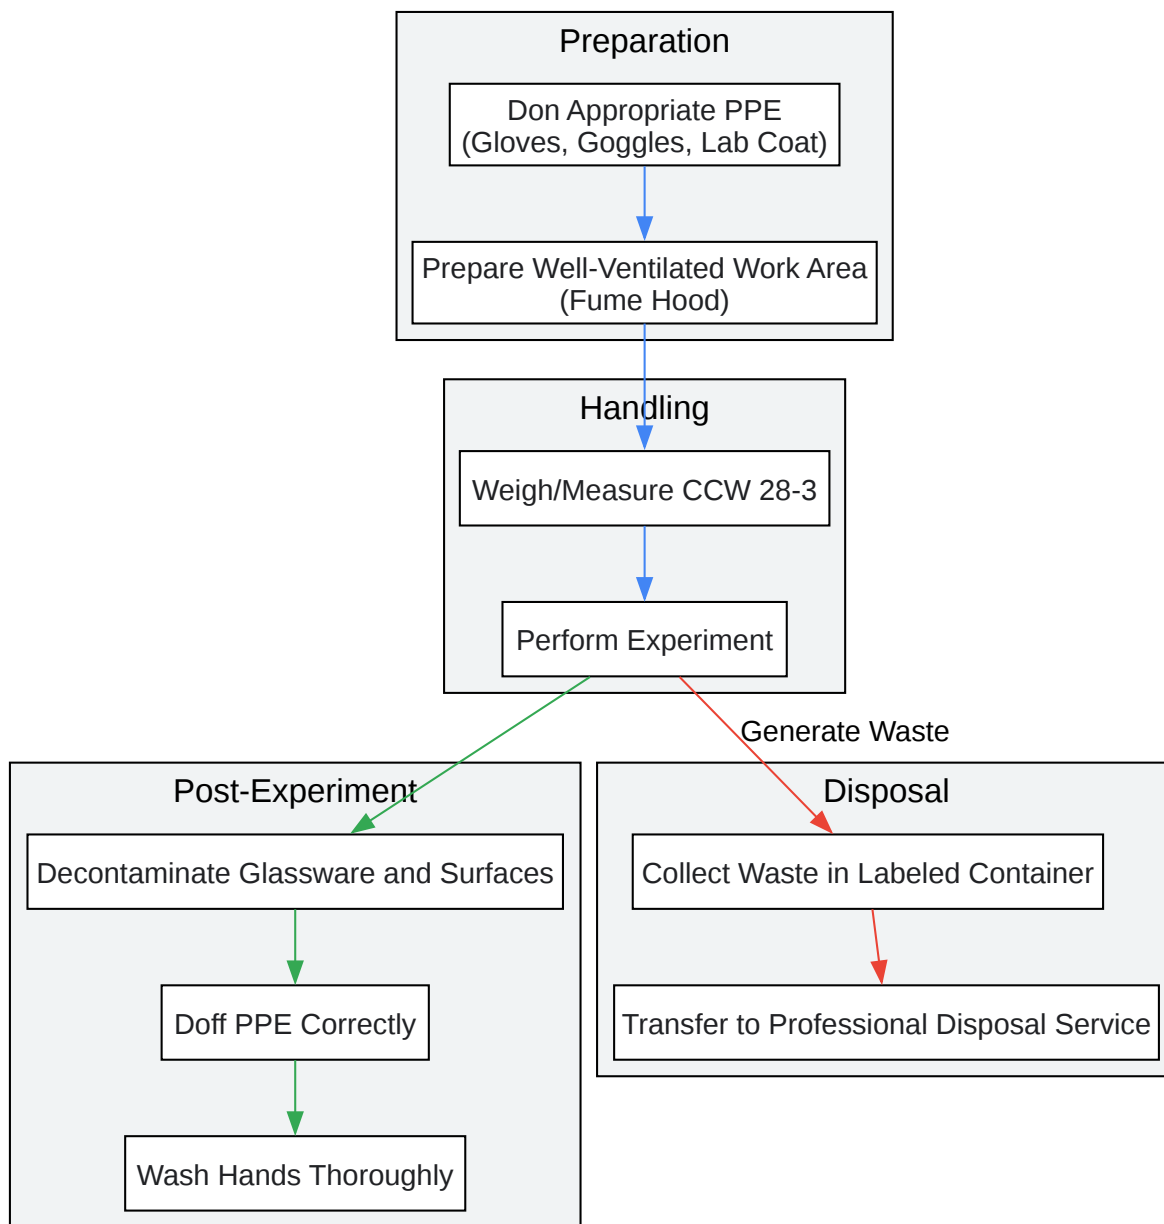 Preparation
Don Appropriate PPE
(Gloves, Goggles, Lab Coat)
Prepare Well-Ventilated Work Area
(Fume Hood)
Handling
Weigh/Measure CCW 28-3
Perform Experiment
Generate Waste
Post-Experiment
Decontaminate Glassware and Surfaces
Doff PPE Correctly
Wash Hands Thoroughly
Disposal
Collect Waste in Labeled Container
Transfer to Professional Disposal Service